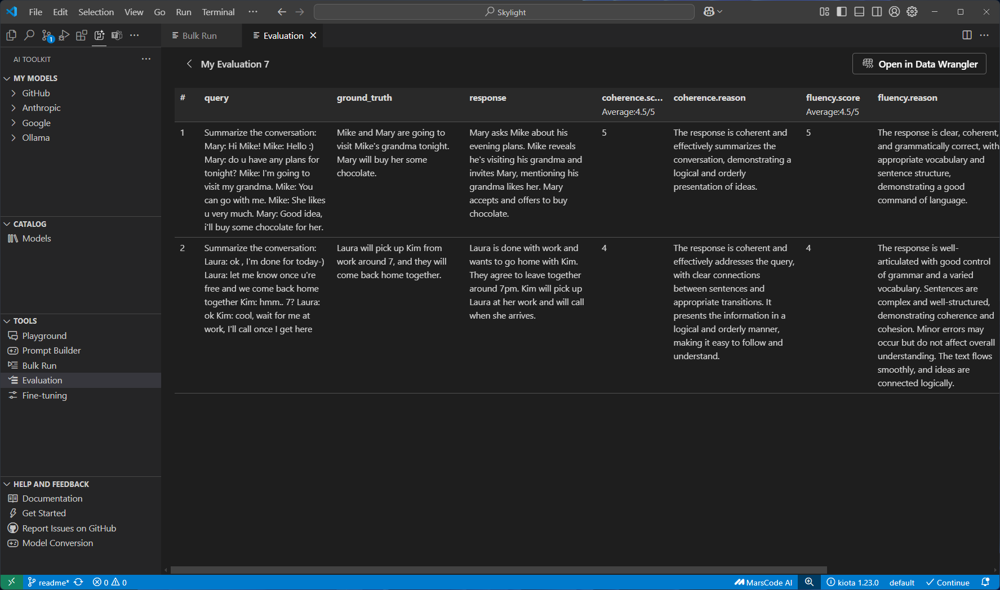 File Edit Selection View Go Run Terminal ··· Skylight
1
Bulk Run
Evaluation
AI TOOLKIT
MY MODELS
GitHub
Anthropic
Google
Ollama
CATALOG
Models
TOOLS
Playground
Prompt Builder
Bulk Run
Evaluation
Fine-tuning
HELP AND FEEDBACK
Documentation
Get Started
Report Issues on GitHub
Model Conversion
My Evaluation 7
Open in Data Wrangler
# query ground_truth response coherence.sc... coherence.reason fluency.score fluency.reason
Average:4.5/5 Average:4.5/5
1
Summarize the conversation:
Mary: Hi Mike! Mike: Hello :)
Mary: do u have any plans for
tonight? Mike: I'm going to
visit my grandma. Mike: You
can go with me. Mike: She likes
u very much. Mary: Good idea,
i'll buy some chocolate for her.
Mike and Mary are going to
visit Mike's grandma tonight.
Mary will buy her some
chocolate.
Mary asks Mike about his
evening plans. Mike reveals
he's visiting his grandma and
invites Mary, mentioning his
grandma likes her. Mary
accepts and offers to buy
chocolate.
5
The response is coherent and
effectively summarizes the
conversation, demonstrating a
logical and orderly
presentation of ideas.
5
The response is clear, coherent,
and grammatically correct, with
appropriate vocabulary and
sentence structure,
demonstrating a good
command of language.
2
Summarize the conversation:
Laura: ok , I'm done for today-)
Laura: let me know once u're
free and we come back home
together Kim: hmm.. 7? Laura:
ok Kim: cool, wait for me at
work, I'll call once I get here
Laura will pick up Kim from
work around 7, and they will
come back home together.
Laura is done with work and
wants to go home with Kim.
They agree to leave together
around 7pm. Kim will pick up
Laura at her work and will call
when she arrives.
4
The response is coherent and
effectively addresses the query,
with clear connections
between sentences and
appropriate transitions. It
presents the information in a
logical and orderly manner,
making it easy to follow and
understand.
4
The response is well-
articulated with good control
of grammar and a varied
vocabulary. Sentences are
complex and well-structured,
demonstrating coherence and
cohesion. Minor errors may
occur but do not affect overall
understanding. The text flows
smoothly, and ideas are
connected logically.
readme* 0 0 MarsCode AI kiota 1.23.0 default Continue